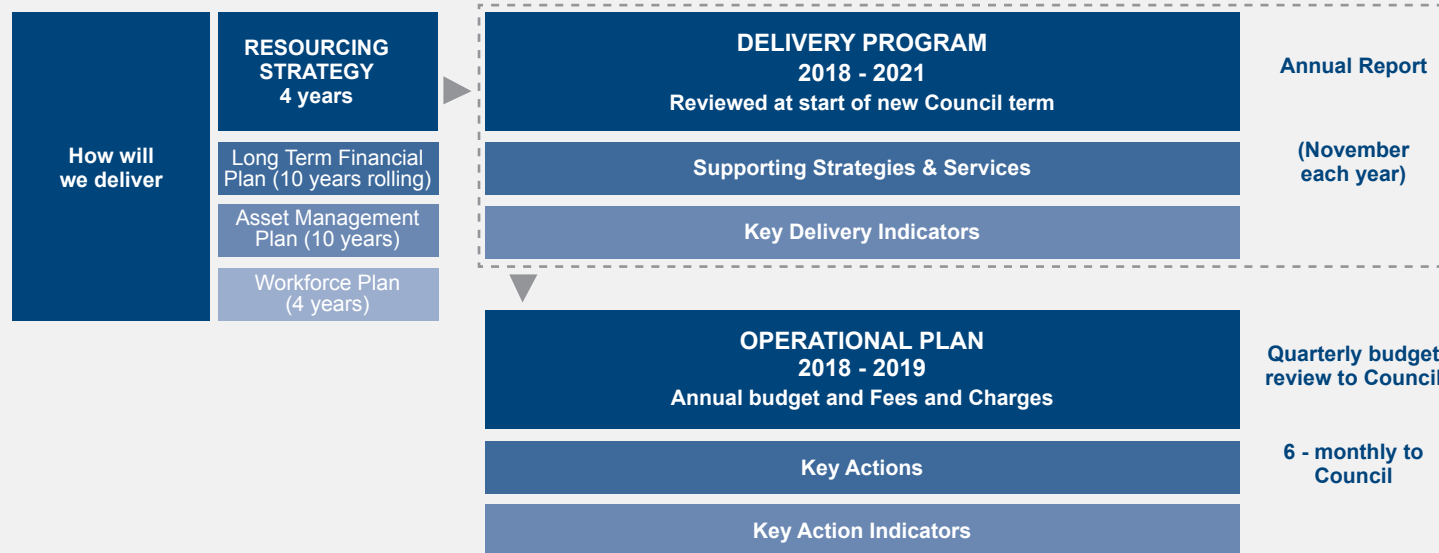 How will
we deliver
RESOURCING
STRATEGY
4 years
Long Term Financial
Plan (10 years rolling)
Asset Management
Plan (10 years)
Workforce Plan
(4 years)
DELIVERY PROGRAM
2018 - 2021
Reviewed at start of new Council term
Supporting Strategies & Services
Key Delivery Indicators
Annual Report
(November
each year)
OPERATIONAL PLAN
2018 - 2019
Annual budget and Fees and Charges
Key Actions
Key Action Indicators
Quarterly budget
review to Council
6 - monthly to
Council